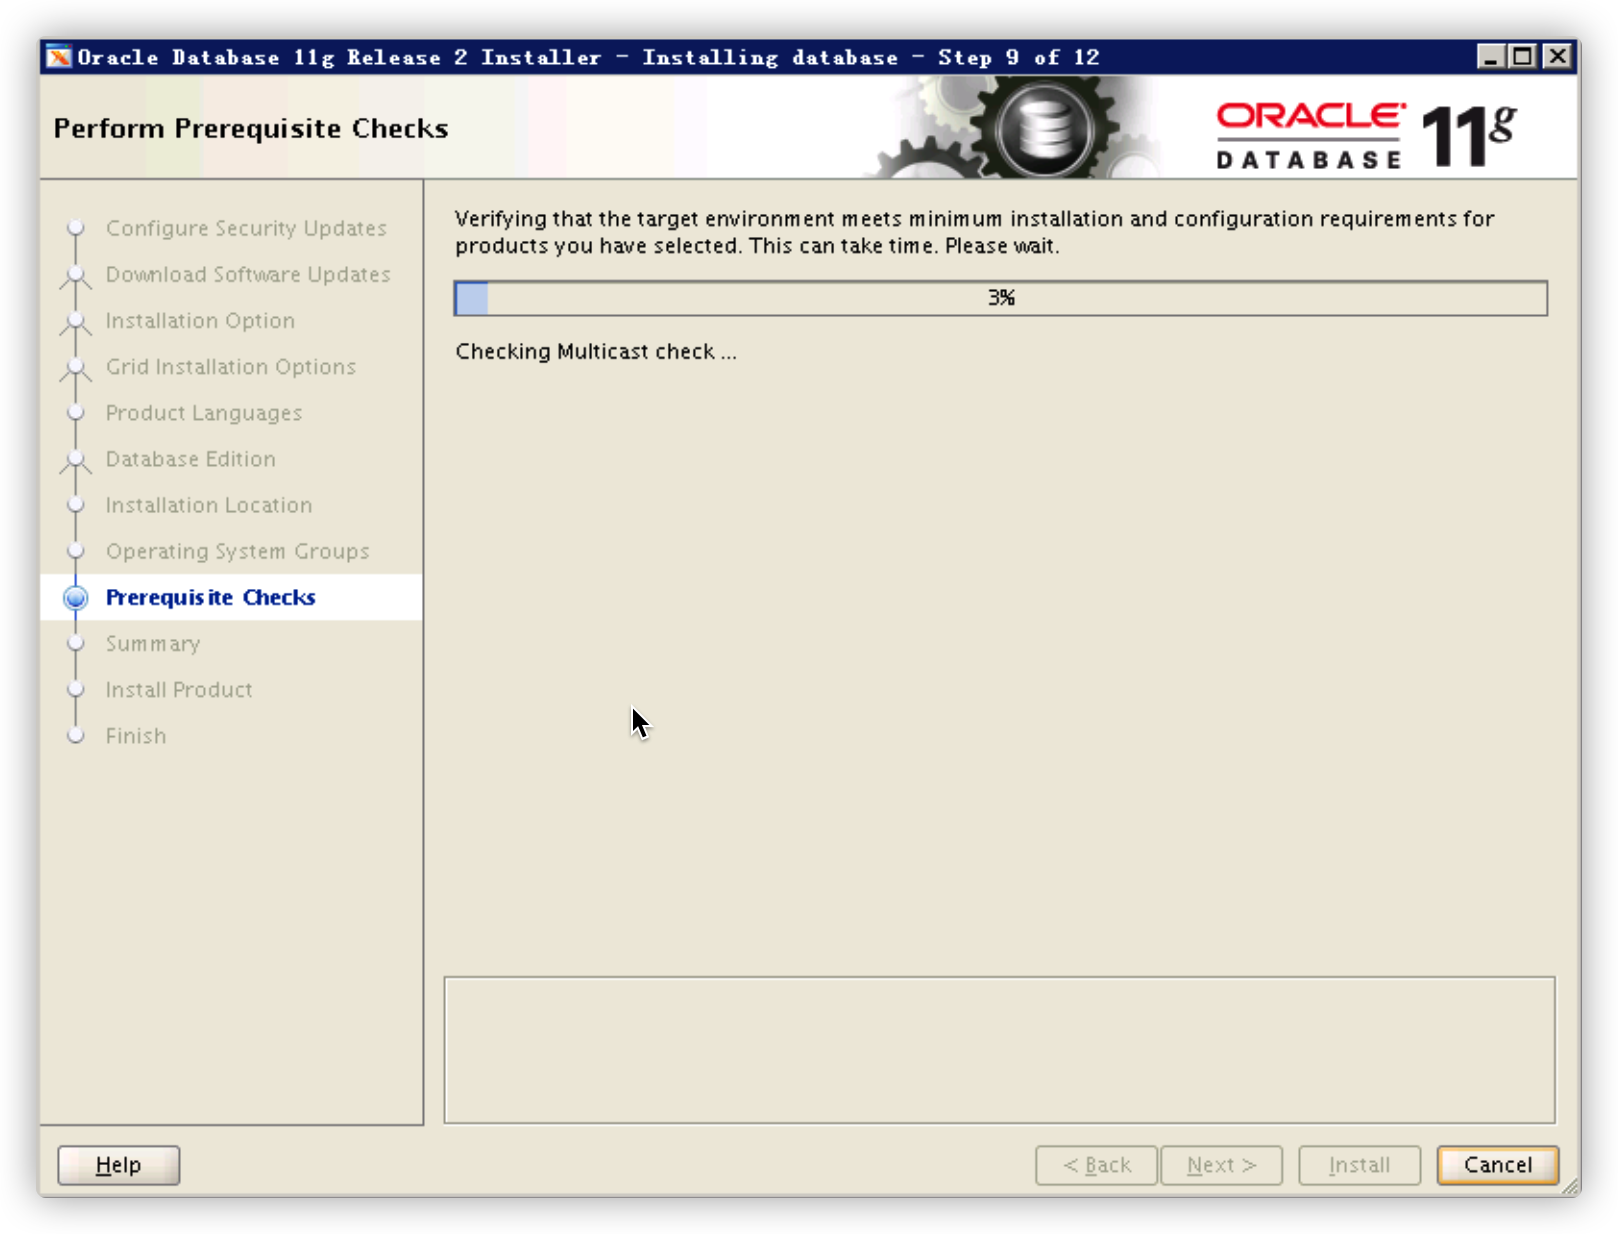 Oracle Database 11g Release 2 Installer - Installing database - Step 9 of 12
Perform Prerequisite Checks
ORACLE
DATABASE
11g
Configure Security Updates
Download Software Updates
Installation Option
Grid Installation Options
Product Languages
Database Edition
Installation Location
Operating System Groups
Prerequisite Checks
Summary
Install Product
Finish
Verifying that the target environment meets minimum installation and configuration requirements for
products you have selected. This can take time. Please wait.
3%
Checking Multicast check ...
Help
< Back
Next >
Install
Cancel